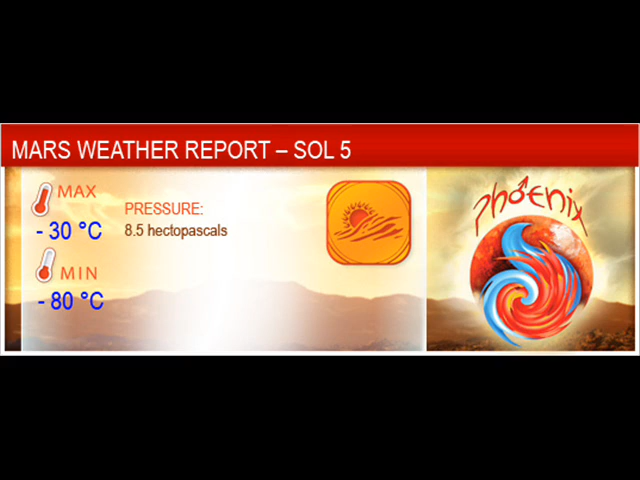 MARS WEATHER REPORT – SOL 5
MAX
- 30 °C
PRESSURE:
8.5 hectopascals
MIN
- 80 °C
Phoenix